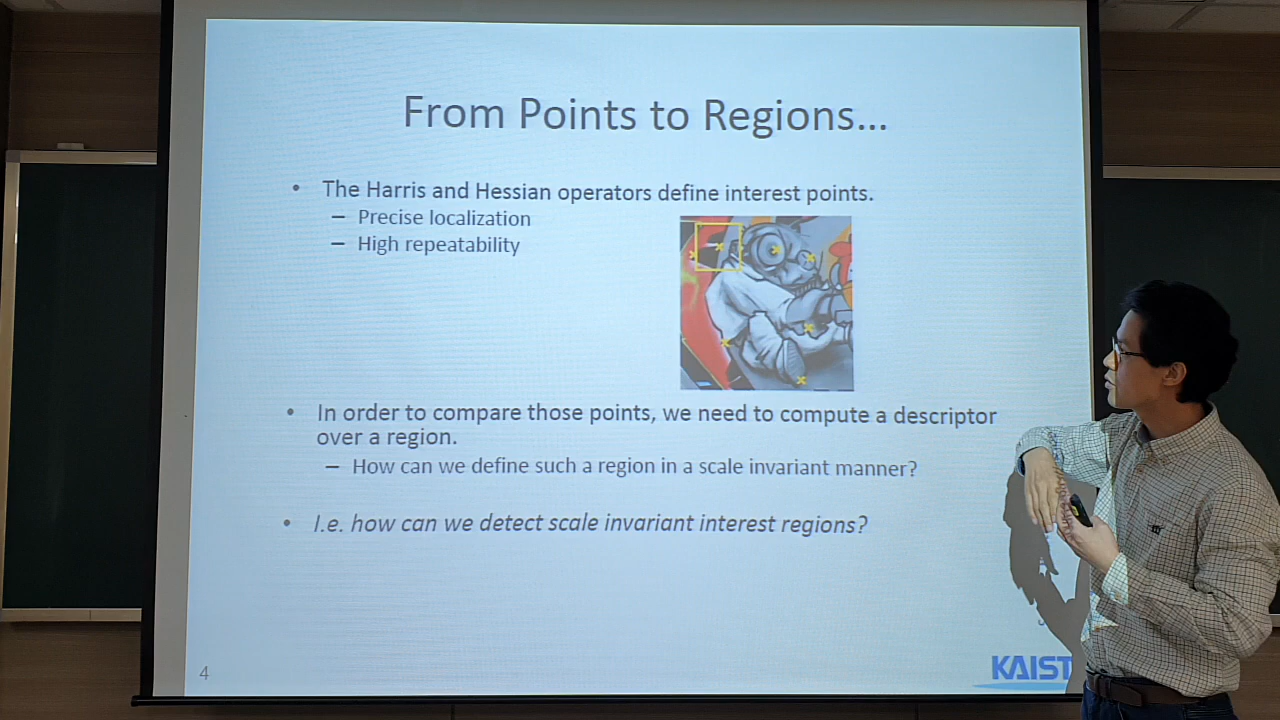 From Points to Regions...
• The Harris and Hessian operators define interest points.
– Precise localization
– High repeatability
• In order to compare those points, we need to compute a descriptor
over a region.
– How can we define such a region in a scale invariant manner?
• I.e. how can we detect scale invariant interest regions?
4
KAIST